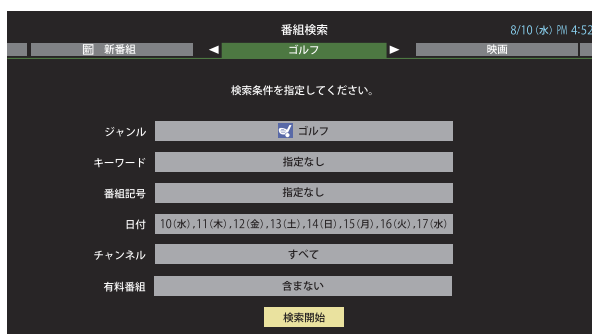 番組検索 8/10 (水) PM 4:52
新番組 ◀ ゴルフ ▶ 映画
検索条件を指定してください。
ジャンル ゴルフ
キーワード 指定なし
番組記号 指定なし
日付 10(水),11(木),12(金),13(土),14(日),15(月),16(火),17(水)
チャンネル すべて
有料番組 含まない
検索開始